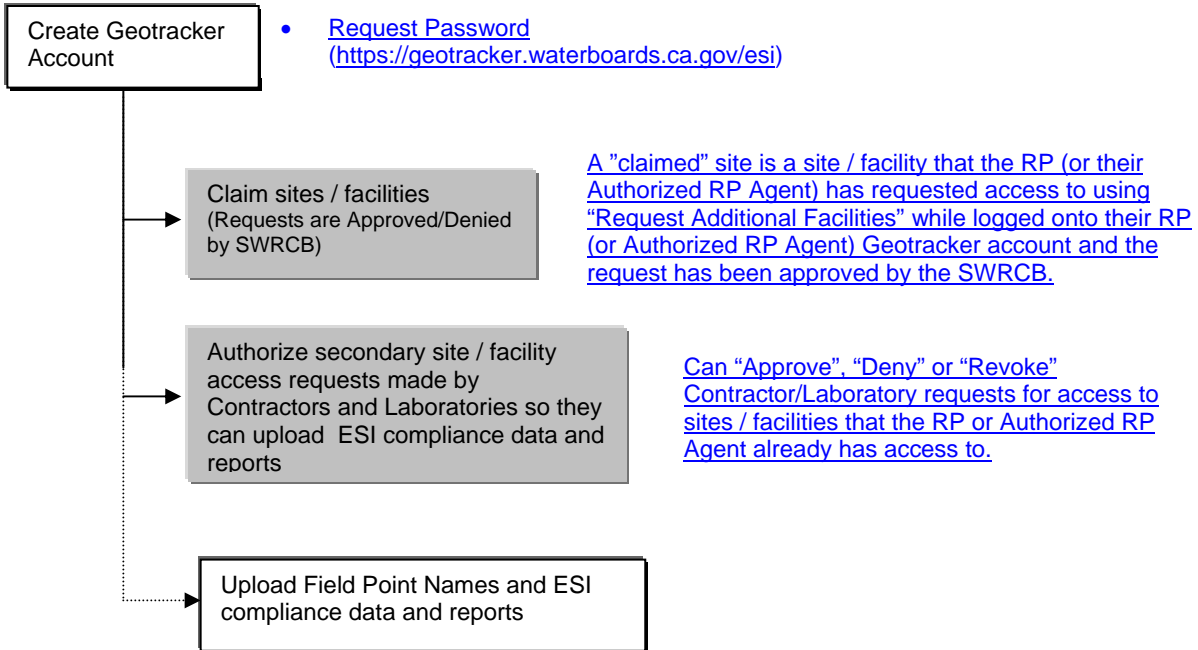 Create Geotracker
Account
• Request Password
(https://geotracker.waterboards.ca.gov/esi)
Claim sites / facilities
(Requests are Approved/Denied
by SWRCB)
A ”claimed” site is a site / facility that the RP (or their
Authorized RP Agent) has requested access to using
“Request Additional Facilities” while logged onto their RP
(or Authorized RP Agent) Geotracker account and the
request has been approved by the SWRCB.
Authorize secondary site / facility
access requests made by
Contractors and Laboratories so they
can upload ESI compliance data and
reports
Can “Approve”, “Deny” or “Revoke”
Contractor/Laboratory requests for access to
sites / facilities that the RP or Authorized RP
Agent already has access to.
Upload Field Point Names and ESI
compliance data and reports